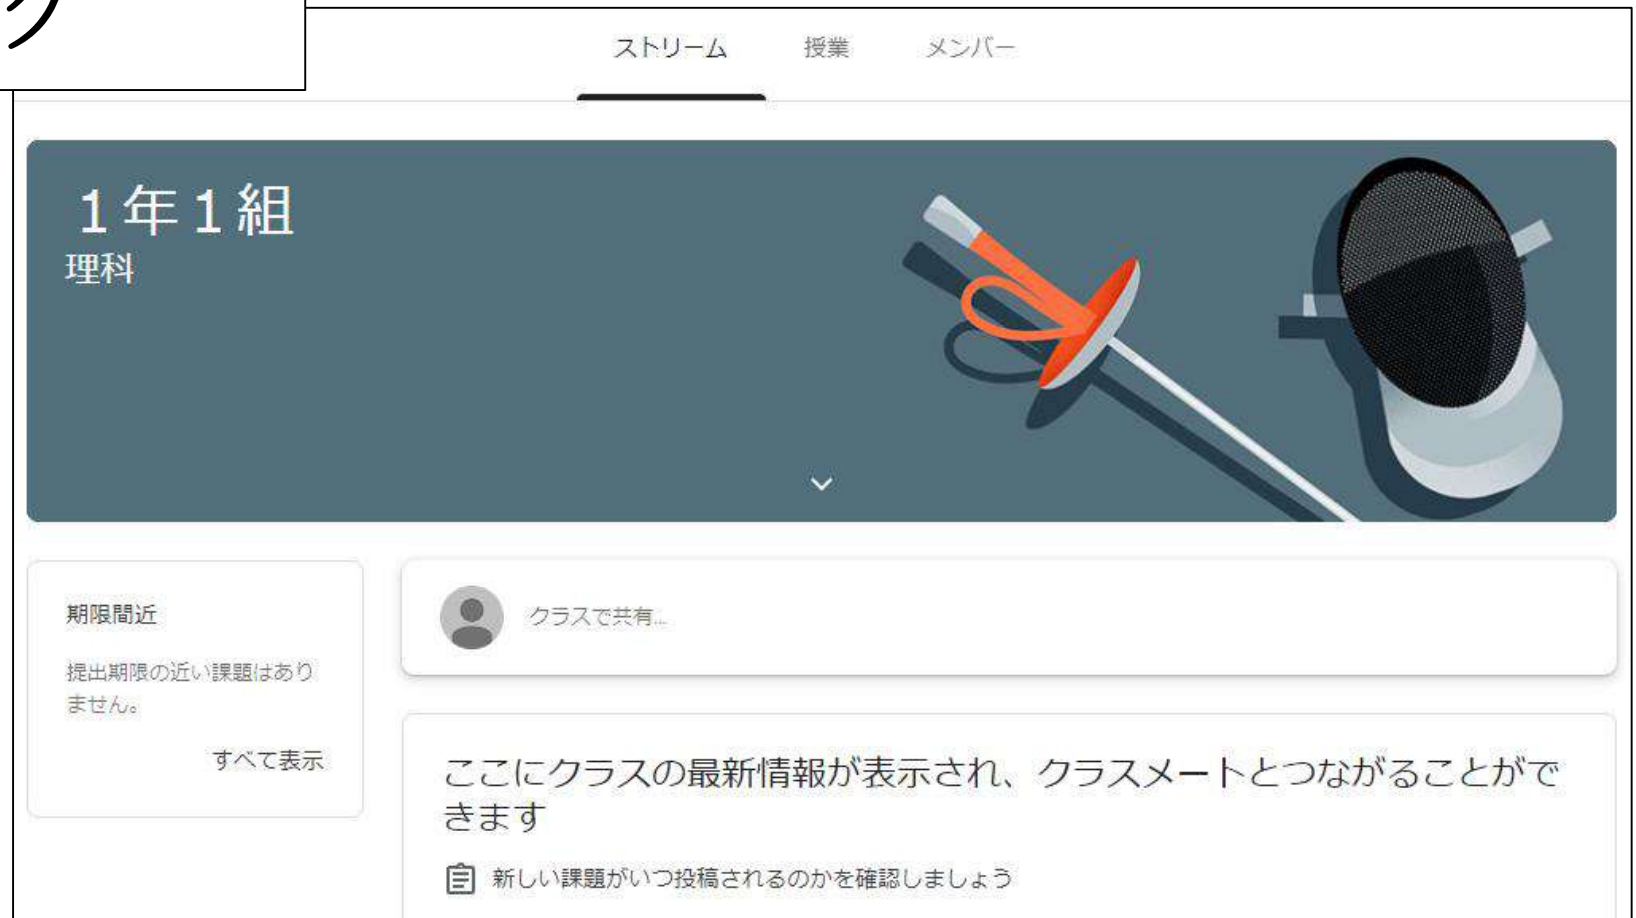 ク
ストリーム 授業 メンバー
１年１組
理科
期限間近
提出期限の近い課題はあり
ません。
すべて表示
クラスで共有...
ここにクラスの最新情報が表示され、クラスメートとつながることがで
きます
新しい課題がいつ投稿されるのかを確認しましょう